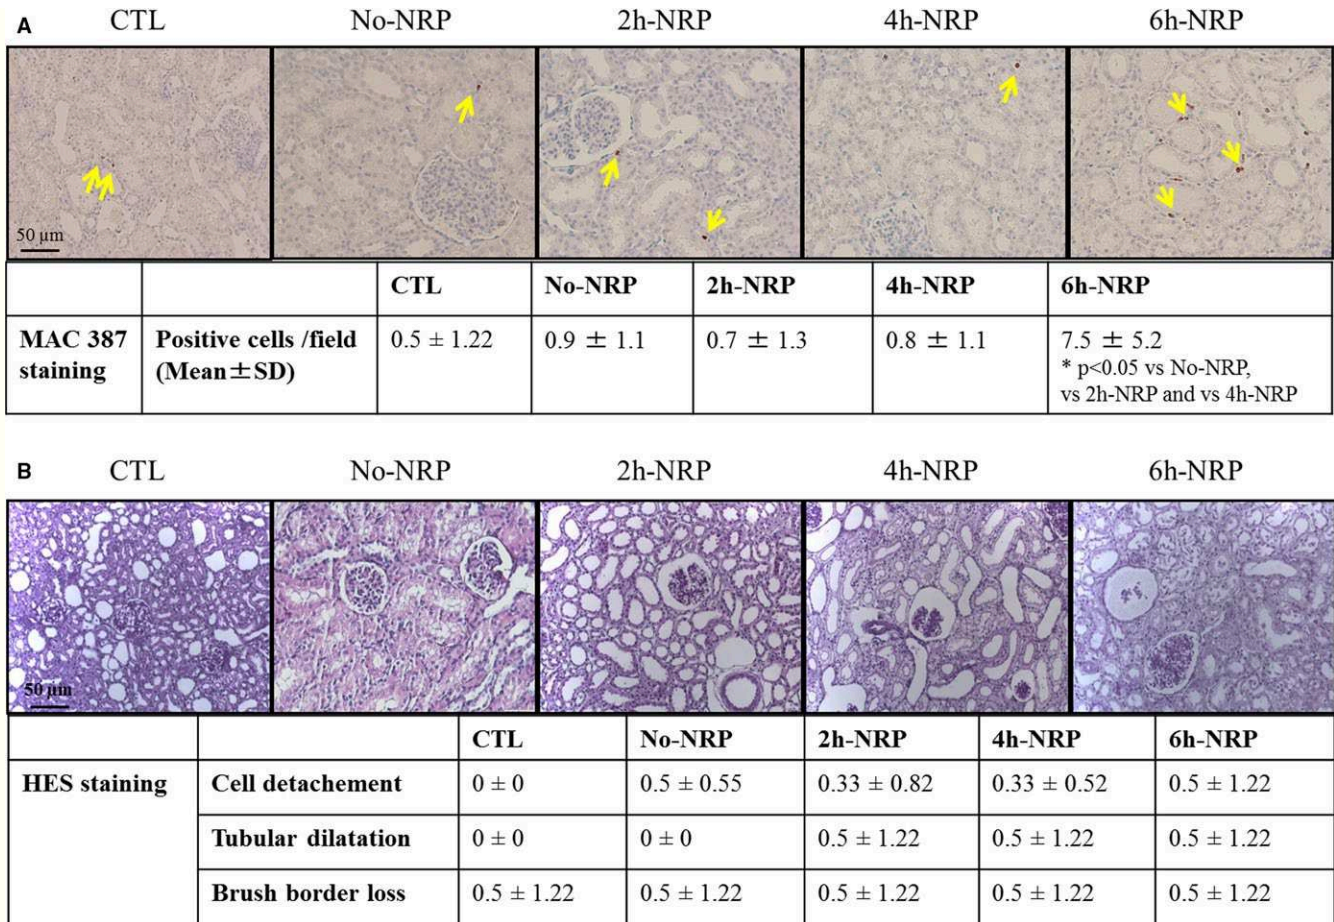 A CTL No-NRP 2h-NRP 4h-NRP 6h-NRP
50 µm
CTL No-NRP 2h-NRP 4h-NRP 6h-NRP
MAC 387 Positive cells /field 0.5 ± 1.22 0.9 ± 1.1 0.7 ± 1.3 0.8 ± 1.1 7.5 ± 5.2
staining (Mean±SD) * p<0.05 vs No-NRP,
vs 2h-NRP and vs 4h-NRP
B CTL No-NRP 2h-NRP 4h-NRP 6h-NRP
50 µm
CTL No-NRP 2h-NRP 4h-NRP 6h-NRP
HES staining Cell detachement 0 ± 0 0.5 ± 0.55 0.33 ± 0.82 0.33 ± 0.52 0.5 ± 1.22
Tubular dilatation 0 ± 0 0 ± 0 0.5 ± 1.22 0.5 ± 1.22 0.5 ± 1.22
Brush border loss 0.5 ± 1.22 0.5 ± 1.22 0.5 ± 1.22 0.5 ± 1.22 0.5 ± 1.22